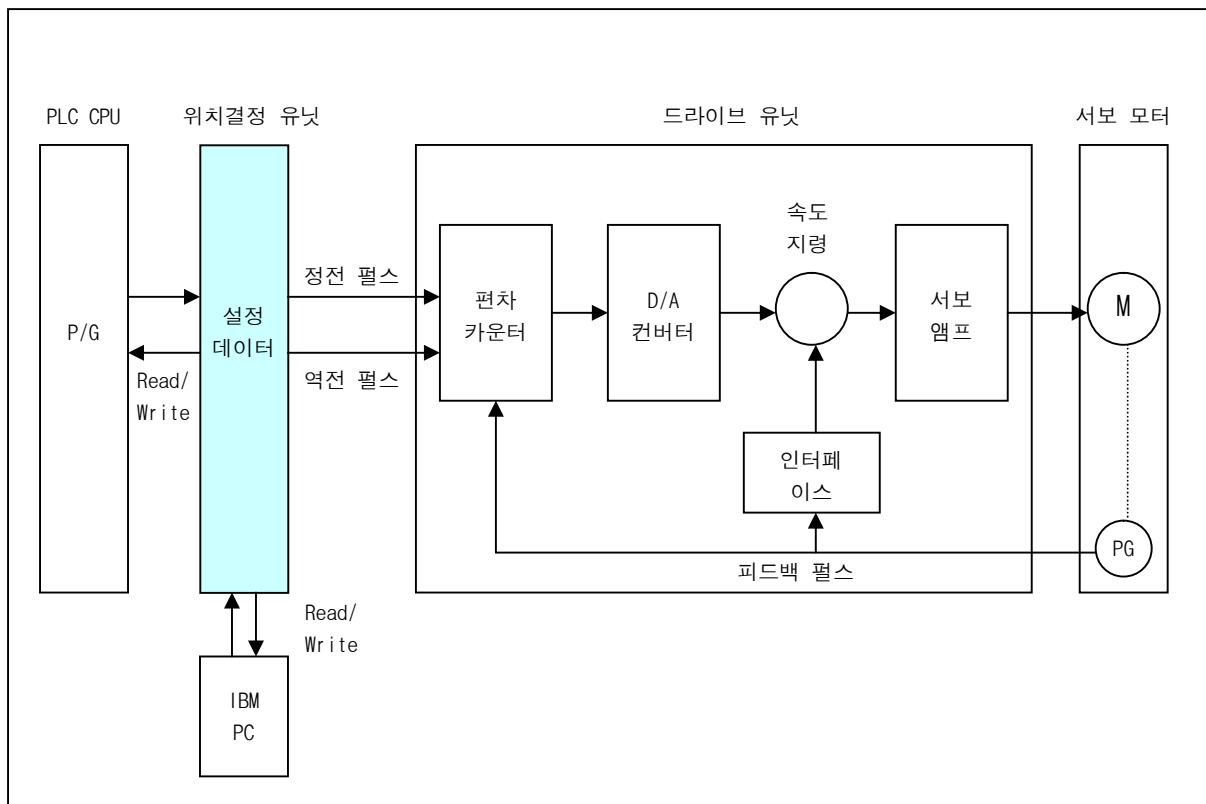 PLC CPU
위치결정 유닛
드라이브 유닛
서보 모터
P/G
Read/
Write
설정
데이터
정전 펄스
역전 펄스
편차
카운터
D/A
컨버터
속도
지령
서보
앰프
M
인터페
이스
피드백 펄스
PG
Read/
Write
IBM
PC